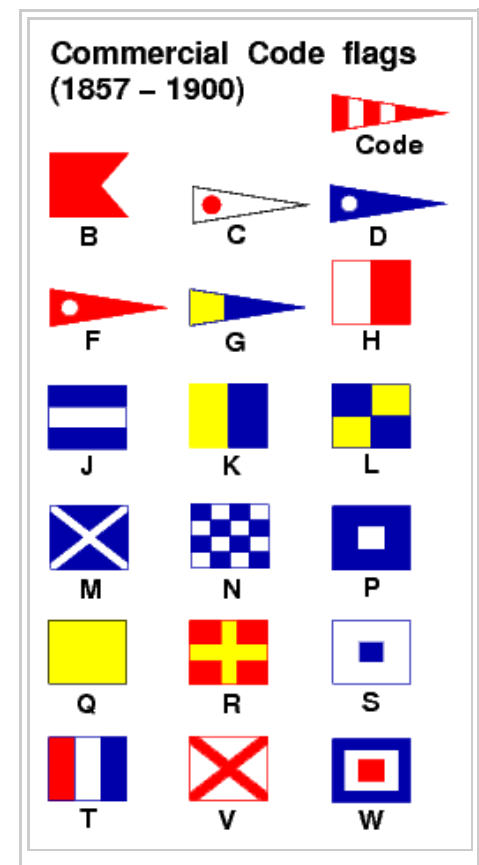 Commercial Code flags
(1857 – 1900)
Code
B
C
D
F
G
H
J
K
L
M
N
P
Q
R
S
T
V
W